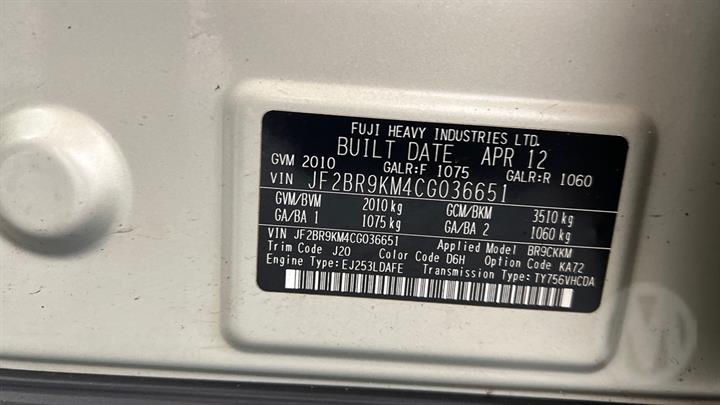 FUJI HEAVY INDUSTRIES LTD.
BUILT DATE APR 12
GVM 2010 GALR:F 1075 GALR:R 1060
VIN JF2BR9KM4CG036651
GVM/BVM 2010 kg GCM/BKM 3510 kg
GA/BA 1 1075 kg GA/BA 2 1060 kg
VIN JF2BR9KM4CG036651 Applied Model BR9CKKM
Trim Code J20 Color Code D6H Option Code KA72
Engine Type:EJ253LDAFE Transmission Type:TY756VHCDA